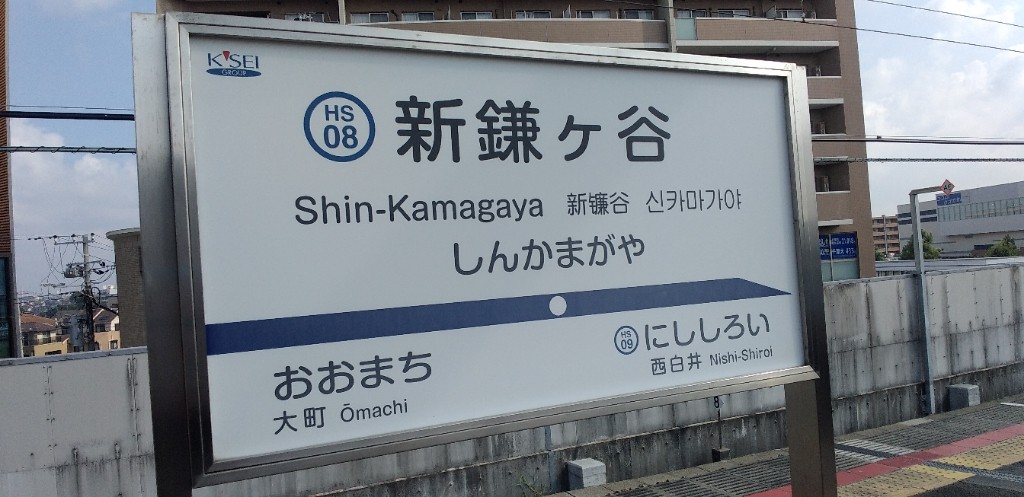 K'SEI
GROUP
HS
08
新鎌ヶ谷
Shin-Kamagaya 新镰谷 신카마가야
しんかまがや
おおまち
大町 Ōmachi
HS
09
にししろい
西白井 Nishi-Shiroi